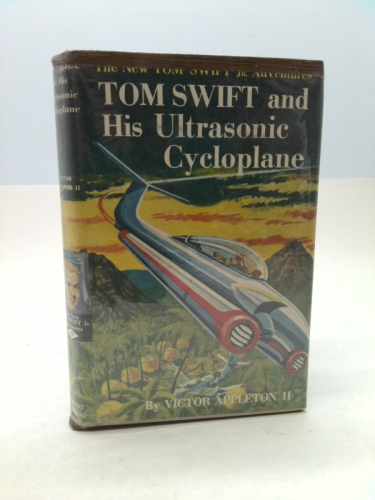 The New TOM SWIFT Jr. Adventures
TOM SWIFT and
His Ultrasonic
Cycloplane
By VICTOR APPLETON II